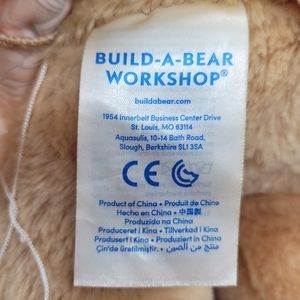 BUILD-A-BEAR
WORKSHOP®
buildabear.com
1954 Innerbelt Business Center Drive
St. Louis, MO 63114
Aquasulis, 10-14 Bath Road,
Slough, Berkshire SL1 3SA
CE
Product of China • Produit de China
Hecho en China • 中国製
Produzido na China
Produceret i Kina • Tillverkad i Kina
Produsert i Kina • Produziert in China
Çin'de üretilmiştir. • منتج من الصين